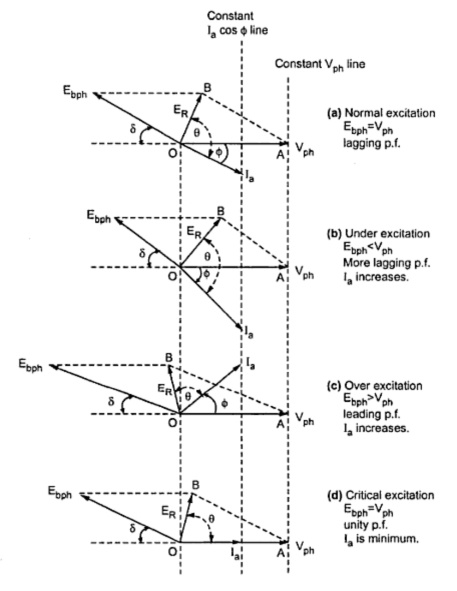 Constant
Iₐ cos ϕ line
Constant Vph line
Ebph
B
ER
δ
θ
ϕ
O
A
Vph
Iₐ
(a) Normal excitation
Ebph=Vph
lagging p.f.
Ebph
B
ER
δ
θ
ϕ
O
A
Vph
Iₐ
(b) Under excitation
Ebph<Vph
More lagging p.f.
Iₐ increases.
Ebph
B
Iₐ
ER
θ
δ
ϕ
O
A
Vph
(c) Over excitation
Ebph>Vph
leading p.f.
Iₐ increases.
Ebph
B
ER
θ
δ
O
Iₐ
A
Vph
(d) Critical excitation
Ebph=Vph
unity p.f.
Iₐ is minimum.